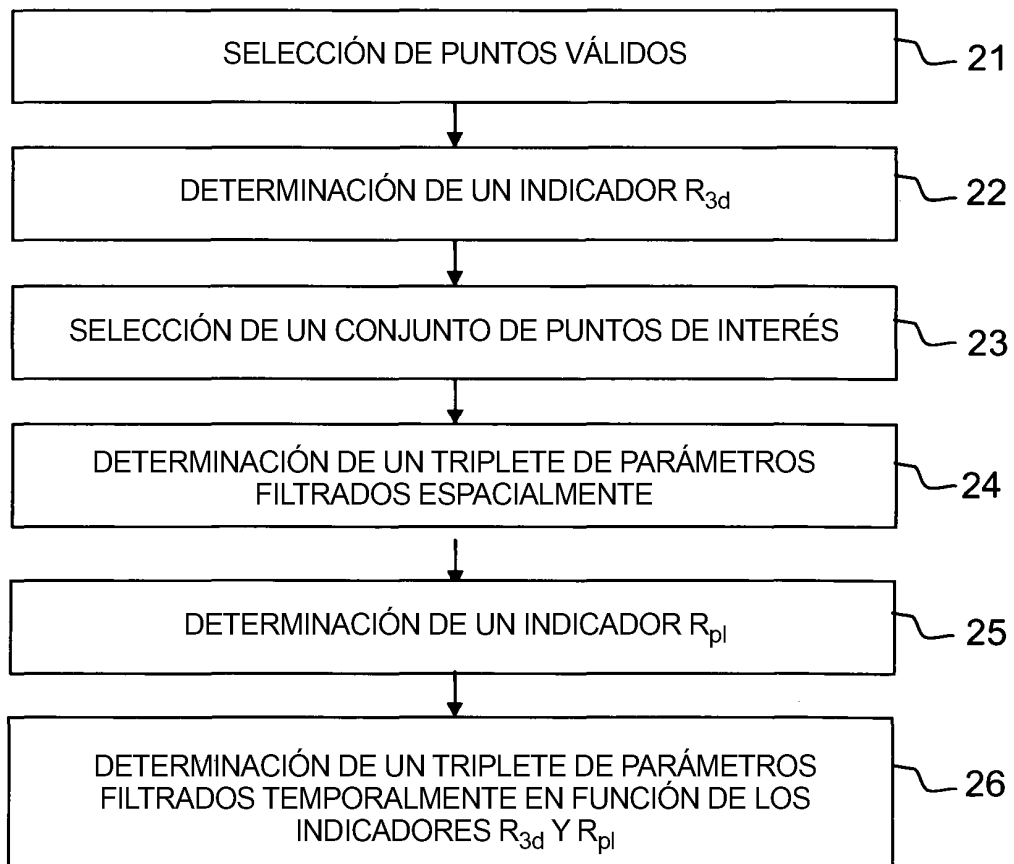 SELECCIÓN DE PUNTOS VÁLIDOS
21
DETERMINACIÓN DE UN INDICADOR R3d
22
SELECCIÓN DE UN CONJUNTO DE PUNTOS DE INTERÉS
23
DETERMINACIÓN DE UN TRIPLETE DE PARÁMETROS
FILTRADOS ESPACIALMENTE
24
DETERMINACIÓN DE UN INDICADOR Rpl
25
DETERMINACIÓN DE UN TRIPLETE DE PARÁMETROS
FILTRADOS TEMPORALMENTE EN FUNCIÓN DE LOS
INDICADORES R3d Y Rpl
26